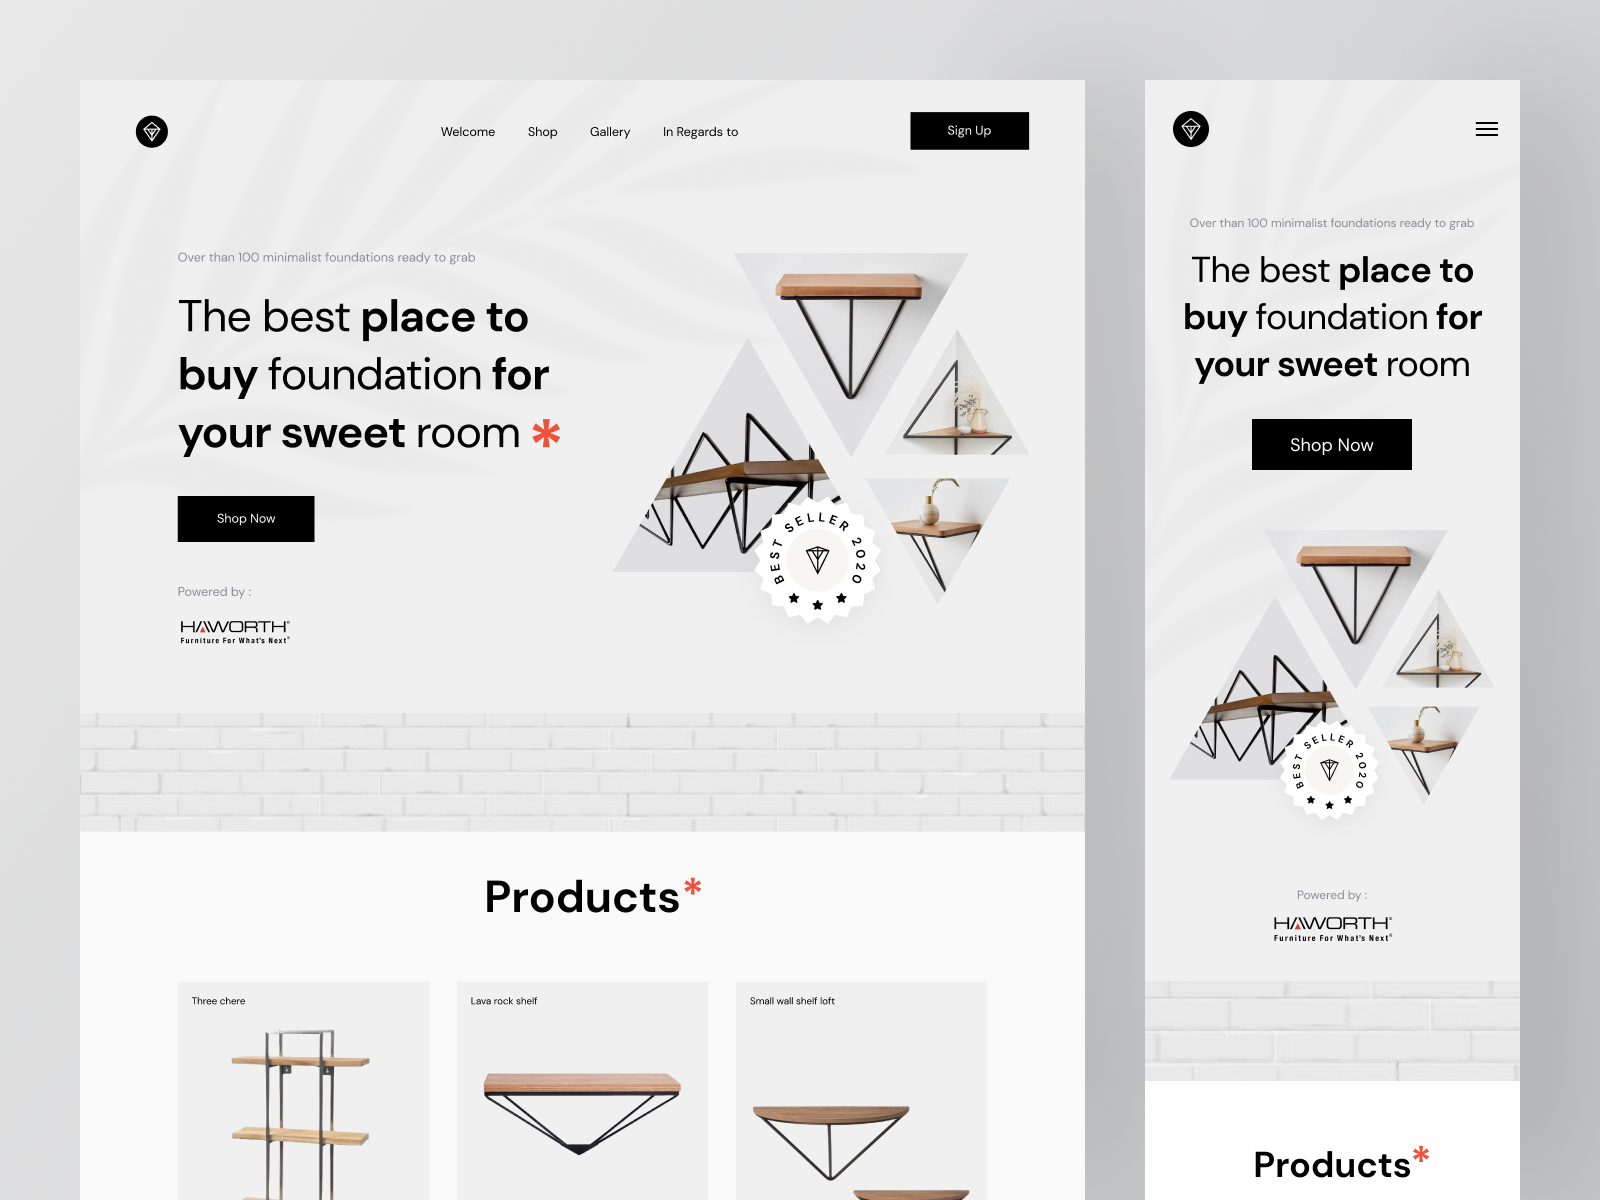 Welcome Shop Gallery In Regards to Sign Up
Over than 100 minimalist foundations ready to grab
The best place to
buy foundation for
your sweet room *
Shop Now
Powered by :
HAWORTH®
Furniture For What's Next®
BEST SELLER 2020
Products*
Three chere
Lava rock shelf
Small wall shelf loft
Over than 100 minimalist foundations ready to grab
The best place to
buy foundation for
your sweet room
Shop Now
BEST SELLER 2020
Powered by :
HAWORTH®
Furniture For What's Next®
Products*